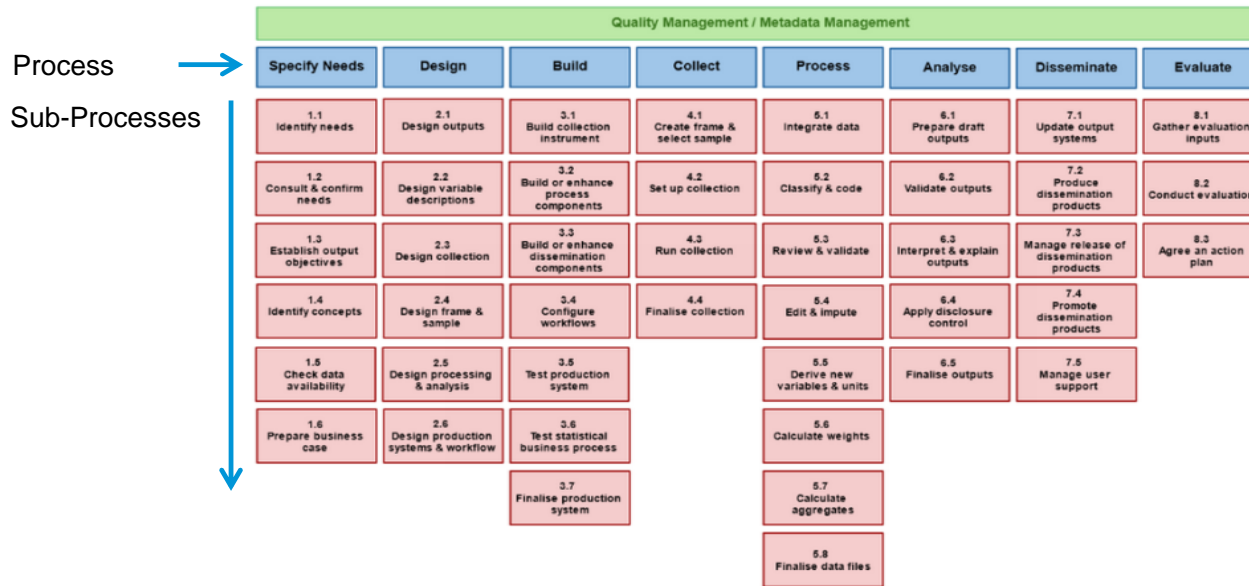 Quality Management / Metadata Management
Process
Specify Needs
Design
Build
Collect
Process
Analyse
Disseminate
Evaluate
Sub-Processes
1.1
Identify needs
1.2
Consult & confirm
needs
1.3
Establish output
objectives
1.4
Identify concepts
1.5
Check data
availability
1.6
Prepare business
case
2.1
Design outputs
2.2
Design variable
descriptions
2.3
Design collection
2.4
Design frame &
sample
2.5
Design processing
& analysis
2.6
Design production
systems & workflow
3.1
Build collection
instrument
3.2
Build or enhance
process
components
3.3
Build or enhance
dissemination
components
3.4
Configure
workflows
3.5
Test production
system
3.6
Test statistical
business process
3.7
Finalise production
system
4.1
Create frame &
select sample
4.2
Set up collection
4.3
Run collection
4.4
Finalise collection
5.1
Integrate data
5.2
Classify & code
5.3
Review & validate
5.4
Edit & impute
5.5
Derive new
variables & units
5.6
Calculate weights
5.7
Calculate
aggregates
5.8
Finalise data files
6.1
Prepare draft
outputs
6.2
Validate outputs
6.3
Interpret & explain
outputs
6.4
Apply disclosure
control
6.5
Finalise outputs
7.1
Update output
systems
7.2
Produce
dissemination
products
7.3
Manage release of
dissemination
products
7.4
Promote
dissemination
products
7.5
Manage user
support
8.1
Gather evaluation
inputs
8.2
Conduct evaluation
8.3
Agree an action
plan